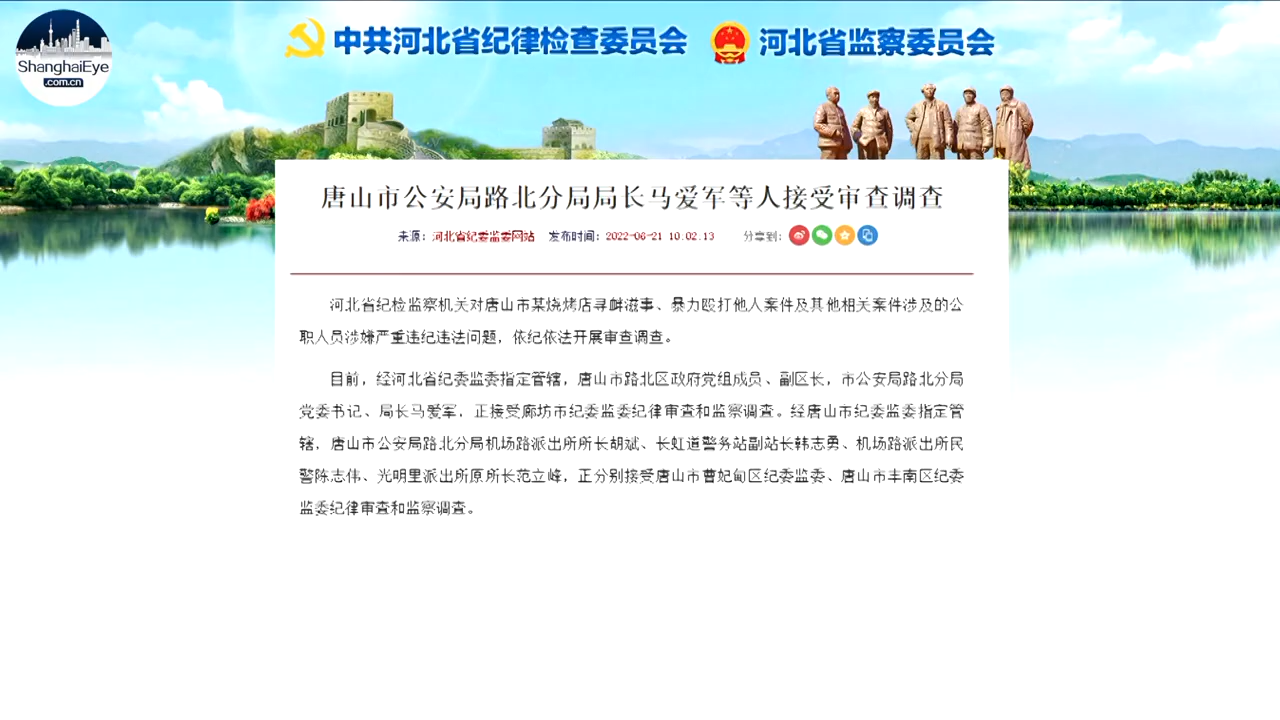 ShanghaiEye
.com.cn
中共河北省纪律检查委员会 河北省监察委员会
唐山市公安局路北分局局长马爱军等人接受审查调查
来源：河北省纪委监委网站 发布时间：2022-06-21 10:02:13 分享到：
河北省纪检监察机关对唐山市某烧烤店寻衅滋事、暴力殴打他人案件及其他相关案件涉及的公
职人员涉嫌严重违纪违法问题，依纪依法开展审查调查。
目前，经河北省纪委监委指定管辖，唐山市路北区政府党组成员、副区长，市公安局路北分局
党委书记、局长马爱军，正接受廊坊市纪委监委纪律审查和监察调查。经唐山市纪委监委指定管
辖，唐山市公安局路北分局机场路派出所所长胡斌、长虹道警务站副站长韩志勇、机场路派出所民
警陈志伟、光明里派出所原所长范立峰，正分别接受唐山市曹妃甸区纪委监委、唐山市丰南区纪委
监委纪律审查和监察调查。